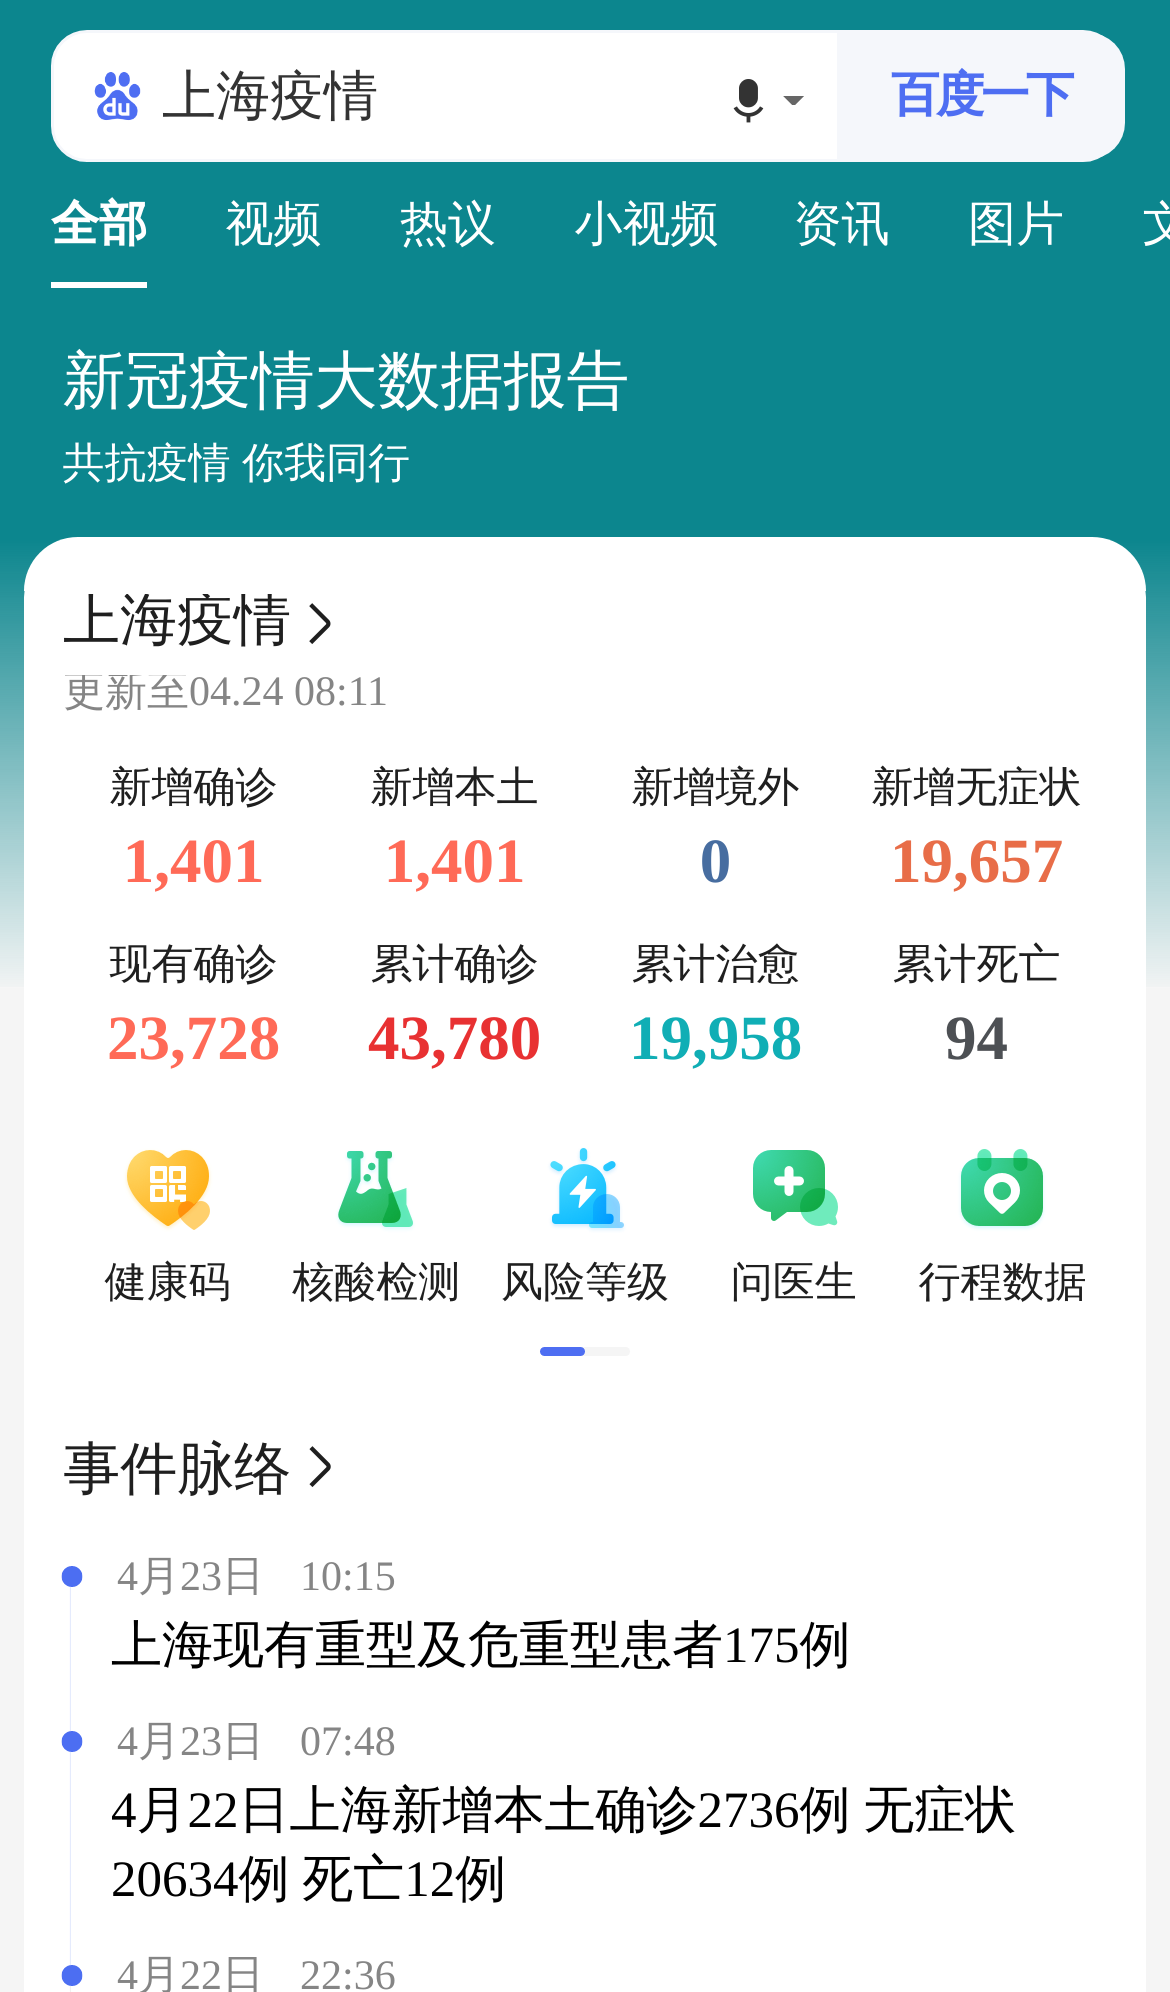 du 上海疫情 百度一下
全部 视频 热议 小视频 资讯 图片
新冠疫情大数据报告
共抗疫情 你我同行
上海疫情
更新至04.24 08:11
新增确诊 新增本土 新增境外 新增无症状
1,401 1,401 0 19,657
现有确诊 累计确诊 累计治愈 累计死亡
23,728 43,780 19,958 94
健康码 核酸检测 风险等级 问医生 行程数据
事件脉络
4月23日 10:15
上海现有重型及危重型患者175例
4月23日 07:48
4月22日上海新增本土确诊2736例 无症状
20634例 死亡12例
4月22日 22:36